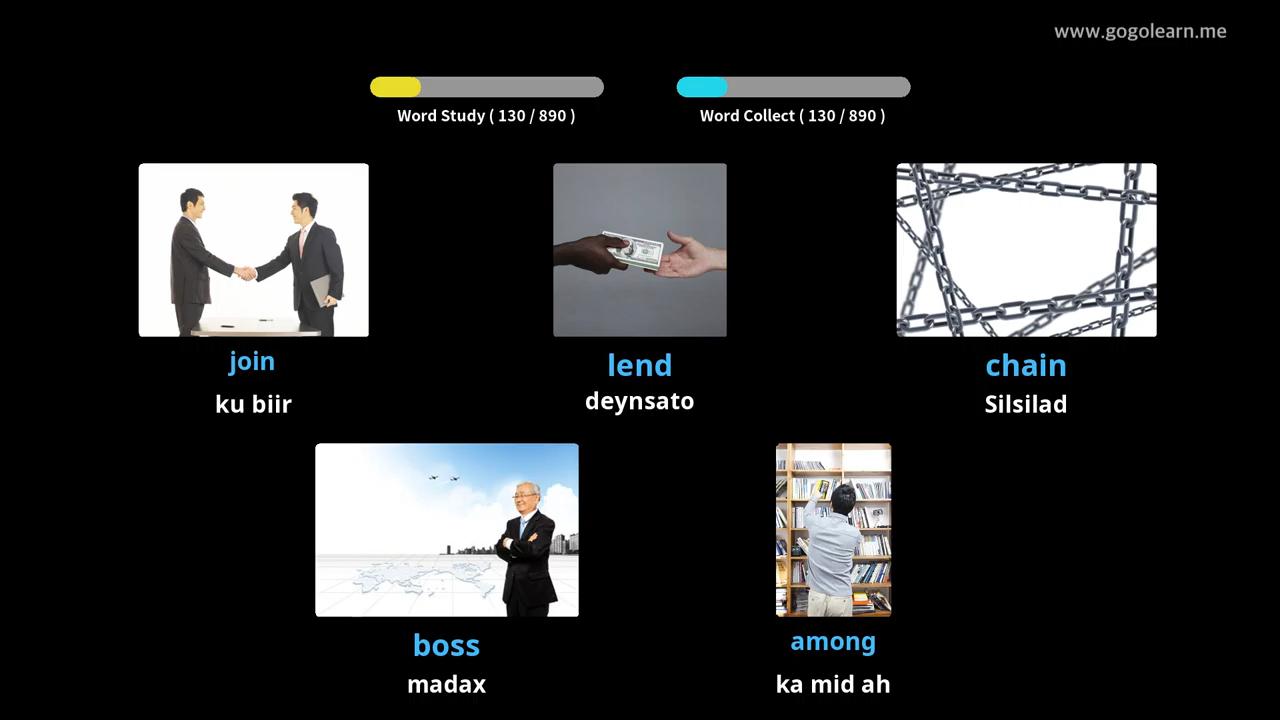 www.gogolearn.me
Word Study ( 130 / 890 )
Word Collect ( 130 / 890 )
join
lend
chain
ku biir
deynsato
Silsilad
boss
among
madax
ka mid ah